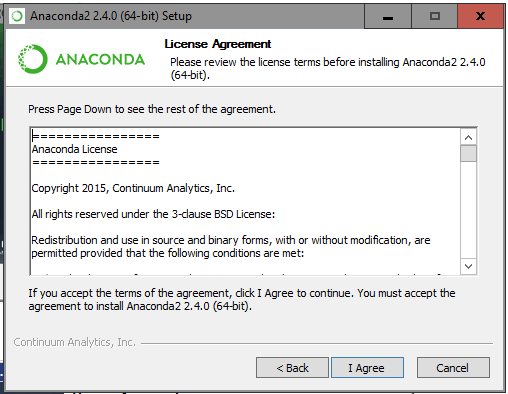 Anaconda2 2.4.0 (64-bit) Setup
ANACONDA
License Agreement
Please review the license terms before installing Anaconda2 2.4.0
(64-bit).
Press Page Down to see the rest of the agreement.
================
Anaconda License
================
Copyright 2015, Continuum Analytics, Inc.
All rights reserved under the 3-clause BSD License:
Redistribution and use in source and binary forms, with or without modification, are
permitted provided that the following conditions are met:
If you accept the terms of the agreement, click I Agree to continue. You must accept the
agreement to install Anaconda2 2.4.0 (64-bit).
Continuum Analytics, Inc.
< Back
I Agree
Cancel